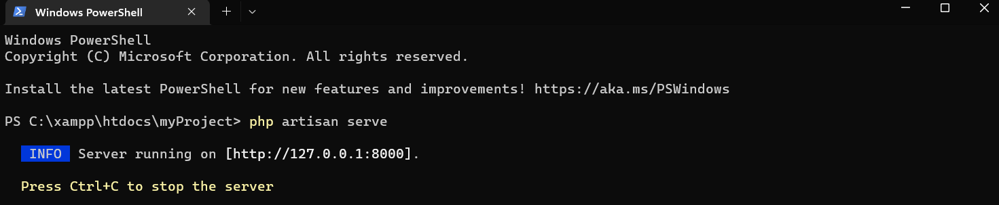 Windows PowerShell
Windows PowerShell
Copyright (C) Microsoft Corporation. All rights reserved.
Install the latest PowerShell for new features and improvements! https://aka.ms/PSWindows
PS C:\xampp\htdocs\myProject> php artisan serve
INFO Server running on [http://127.0.0.1:8000].
Press Ctrl+C to stop the server